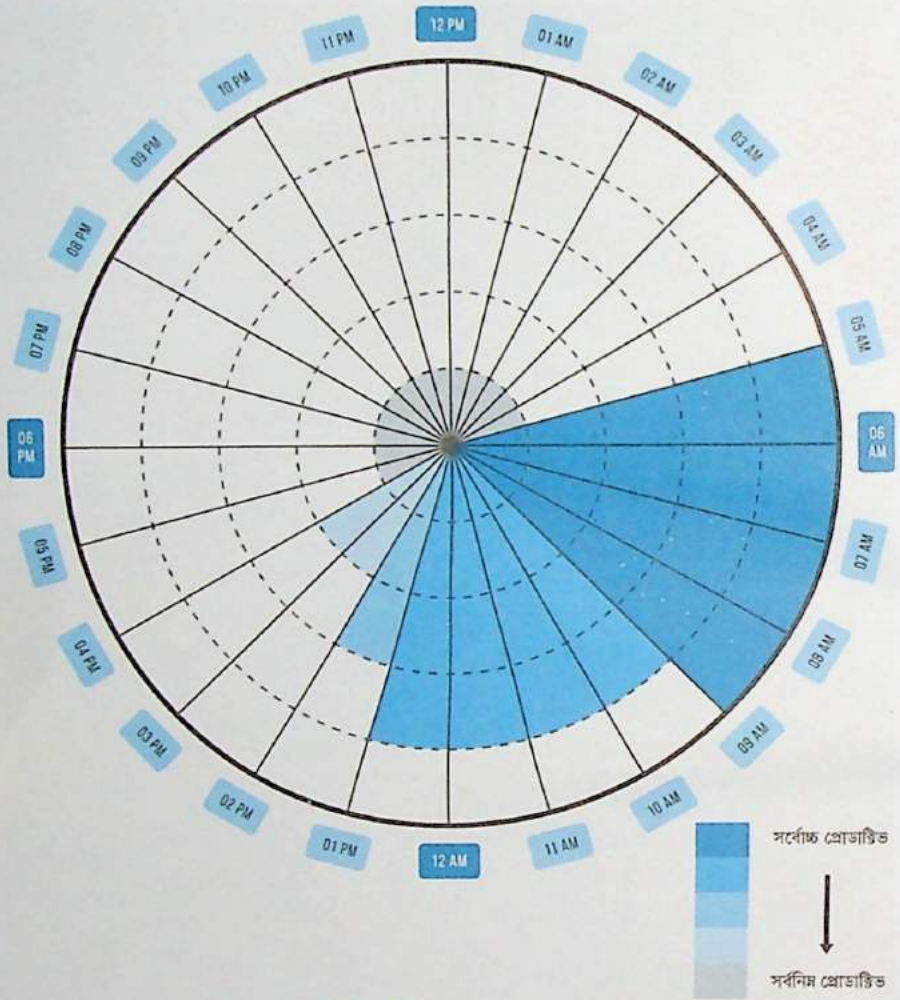 12 PM
01 AM
02 AM
03 AM
04 AM
05 AM
06
AM
07 AM
08 AM
09 AM
10 AM
11 AM
12 AM
01 PM
02 PM
03 PM
04 PM
05 PM
06
PM
07 PM
08 PM
09 PM
10 PM
11 PM
সর্বোচ্চ প্রোডাক্টিভ
সর্বনিম্ন প্রোডাক্টিভ